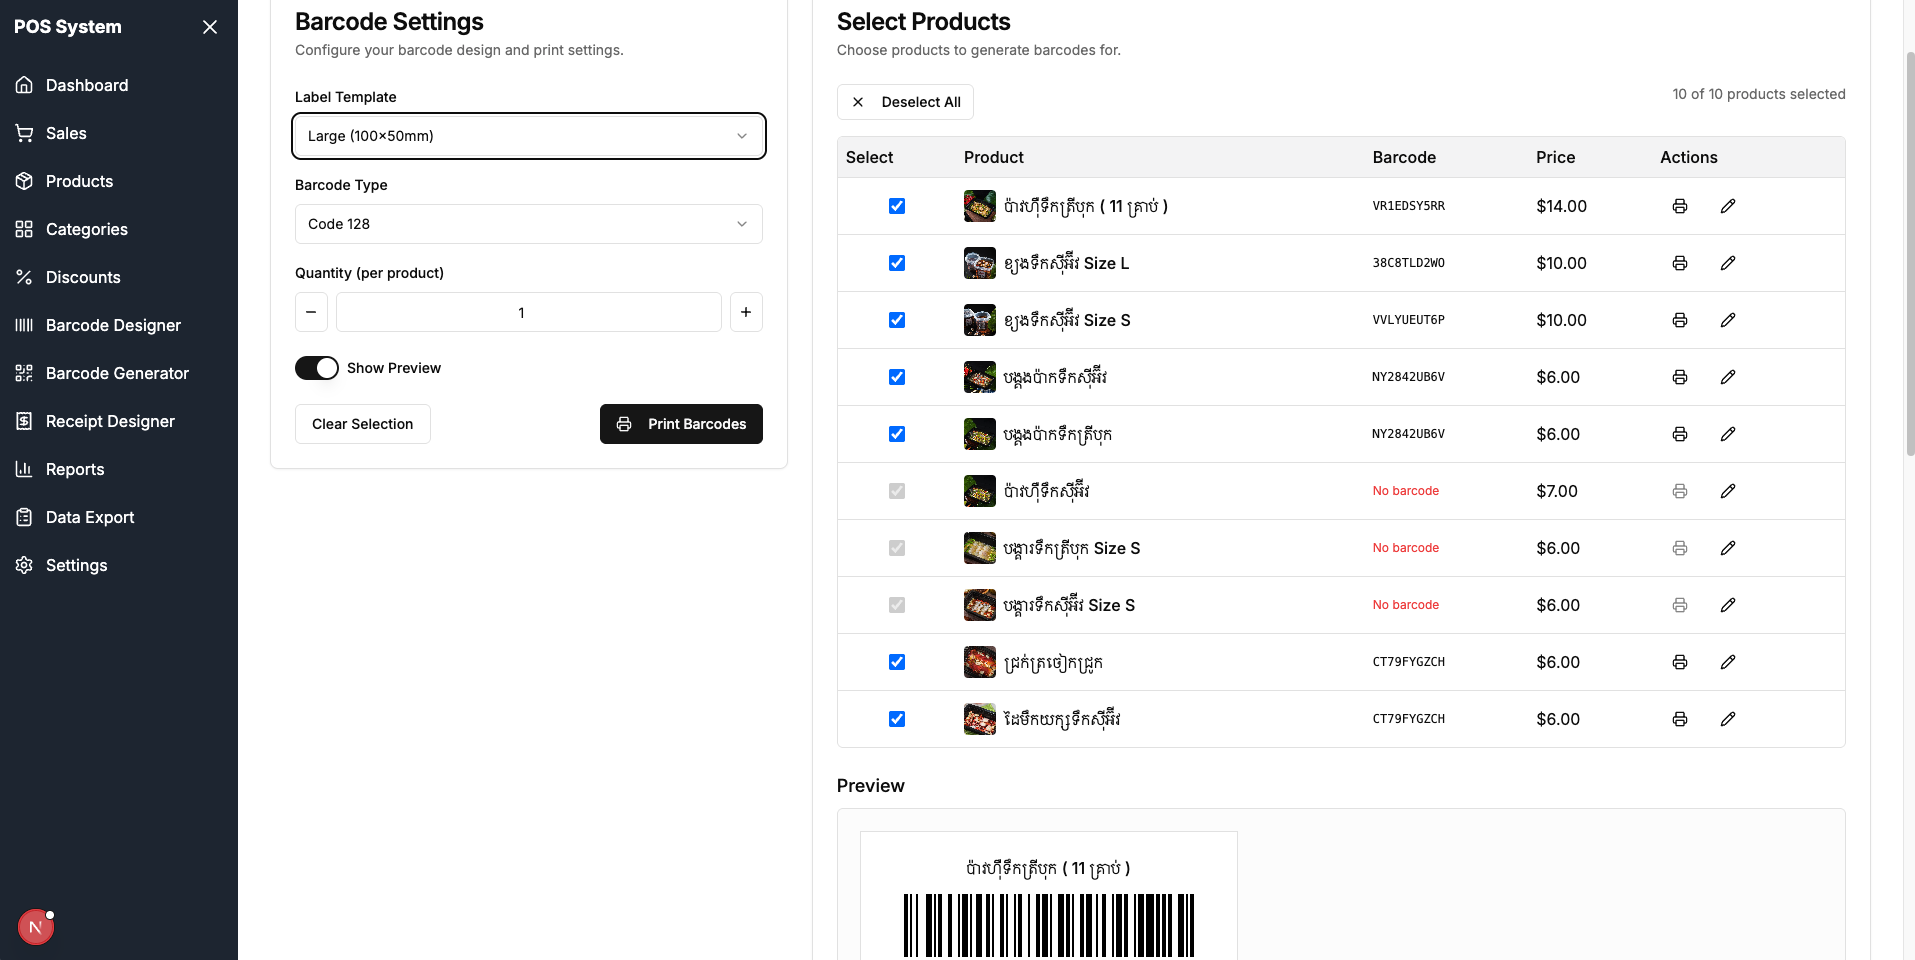 POS System
Dashboard
Sales
Products
Categories
Discounts
Barcode Designer
Barcode Generator
Receipt Designer
Reports
Data Export
Settings
N
Barcode Settings
Configure your barcode design and print settings.
Label Template
Large (100×50mm)
Barcode Type
Code 128
Quantity (per product)
− 1 +
Show Preview
Clear Selection
Print Barcodes
Select Products
Choose products to generate barcodes for.
Deselect All
10 of 10 products selected
Select Product Barcode Price Actions
ប៉ាវហ៊ឺទឹកត្រីបុក ( 11 គ្រាប់ ) VR1EDSY5RR $14.00
ខ្យងទឹកស៊ីអ៊ីវ Size L 38C8TLD2WO $10.00
ខ្យងទឹកស៊ីអ៊ីវ Size S VVLYUEUT6P $10.00
បង្គងប៉ាកទឹកស៊ីអ៊ីវ NY2842UB6V $6.00
បង្គងប៉ាកទឹកត្រីបុក NY2842UB6V $6.00
ប៉ាវហ៊ឺទឹកស៊ីអ៊ីវ No barcode $7.00
បង្គារទឹកត្រីបុក Size S No barcode $6.00
បង្គារទឹកស៊ីអ៊ីវ Size S No barcode $6.00
ជ្រក់ត្រចៀកជ្រូក CT79FYGZCH $6.00
ដៃមឹកយក្សទឹកស៊ីអ៊ីវ CT79FYGZCH $6.00
Preview
ប៉ាវហ៊ឺទឹកត្រីបុក ( 11 គ្រាប់ )